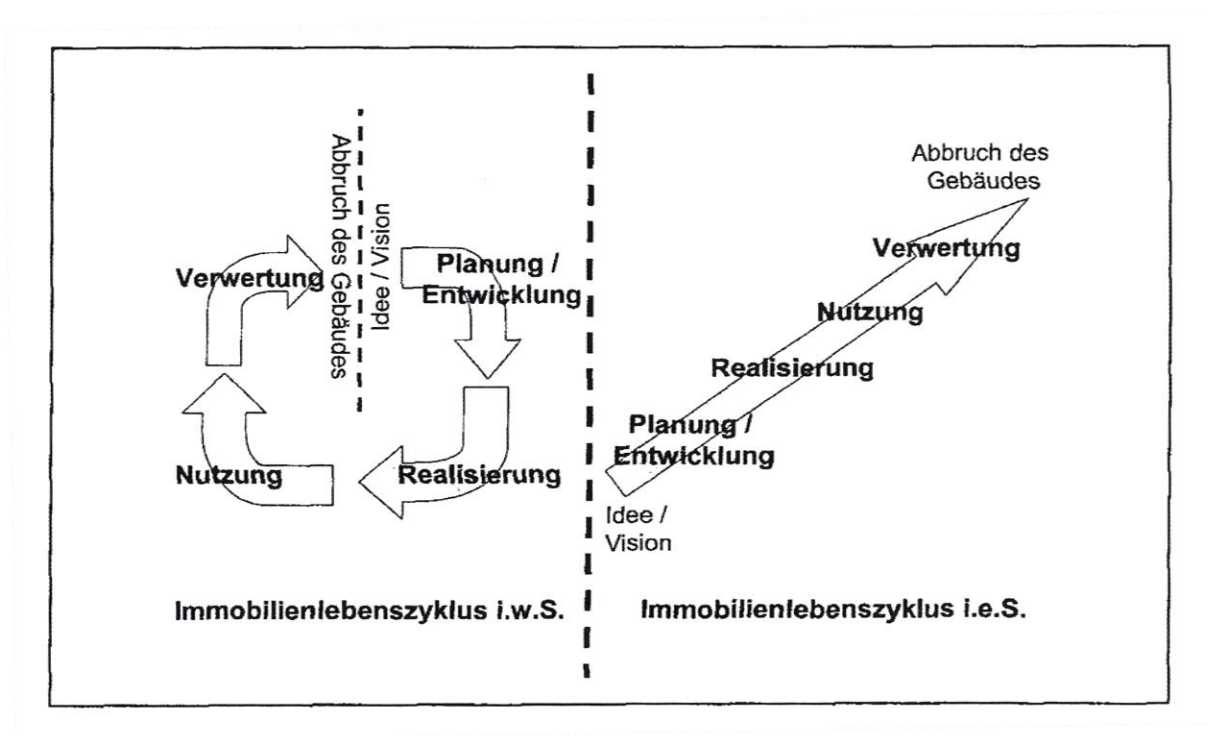 Abbruch des Gebäudes
Idee / Vision
Verwertung
Planung /
Entwicklung
Nutzung
Realisierung
Immobilienlebenszyklus i.w.S.
Abbruch des
Gebäudes
Verwertung
Nutzung
Realisierung
Planung /
Entwicklung
Idee /
Vision
Immobilienlebenszyklus i.e.S.